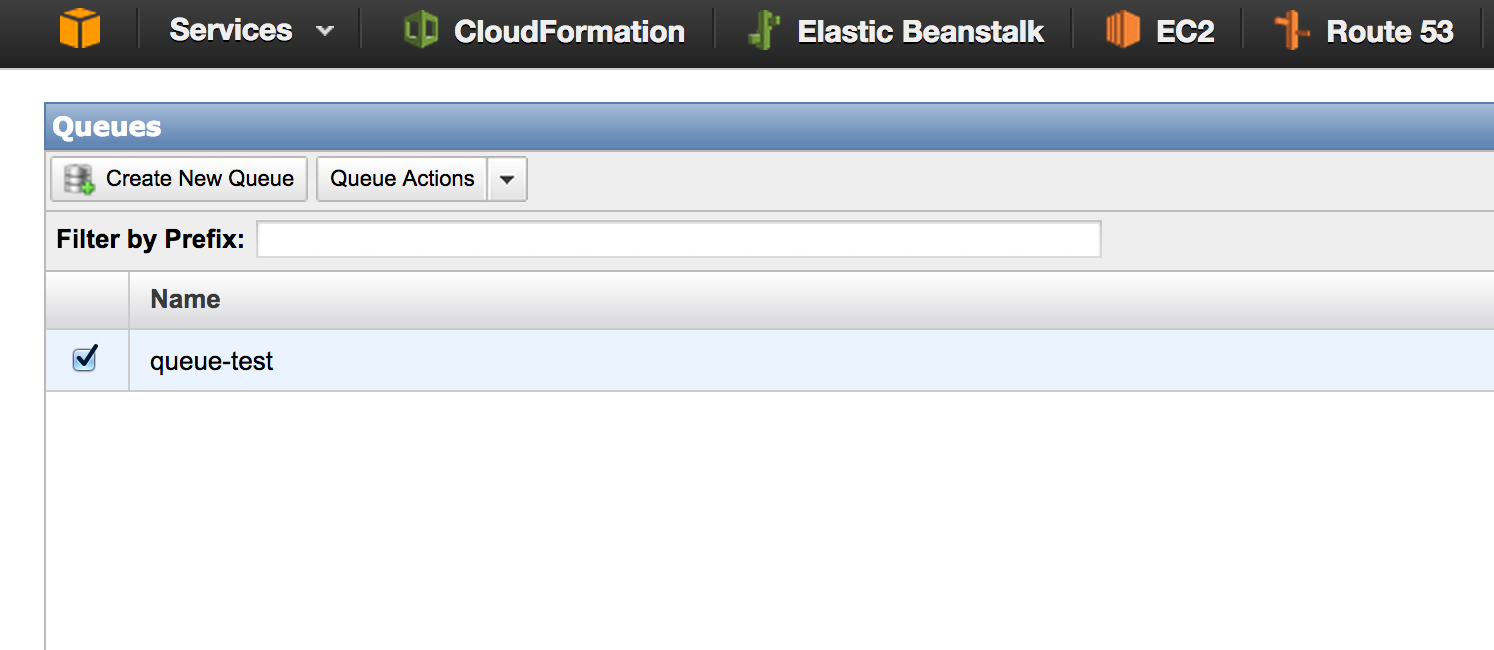 Services CloudFormation Elastic Beanstalk EC2 Route 53
Queues
Create New Queue Queue Actions
Filter by Prefix:
Name
queue-test